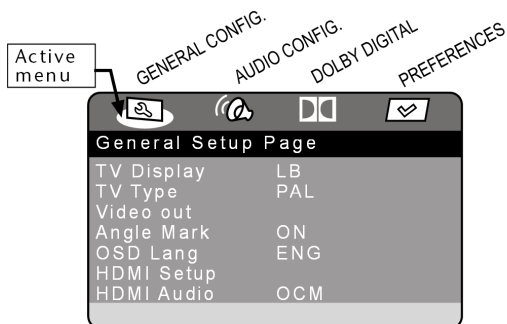 GENERAL CONFIG.
AUDIO CONFIG.
DOLBY DIGITAL
PREFERENCES
Active
menu
General Setup Page
TV Display LB
TV Type PAL
Video out
Angle Mark ON
OSD Lang ENG
HDMI Setup
HDMI Audio OCM